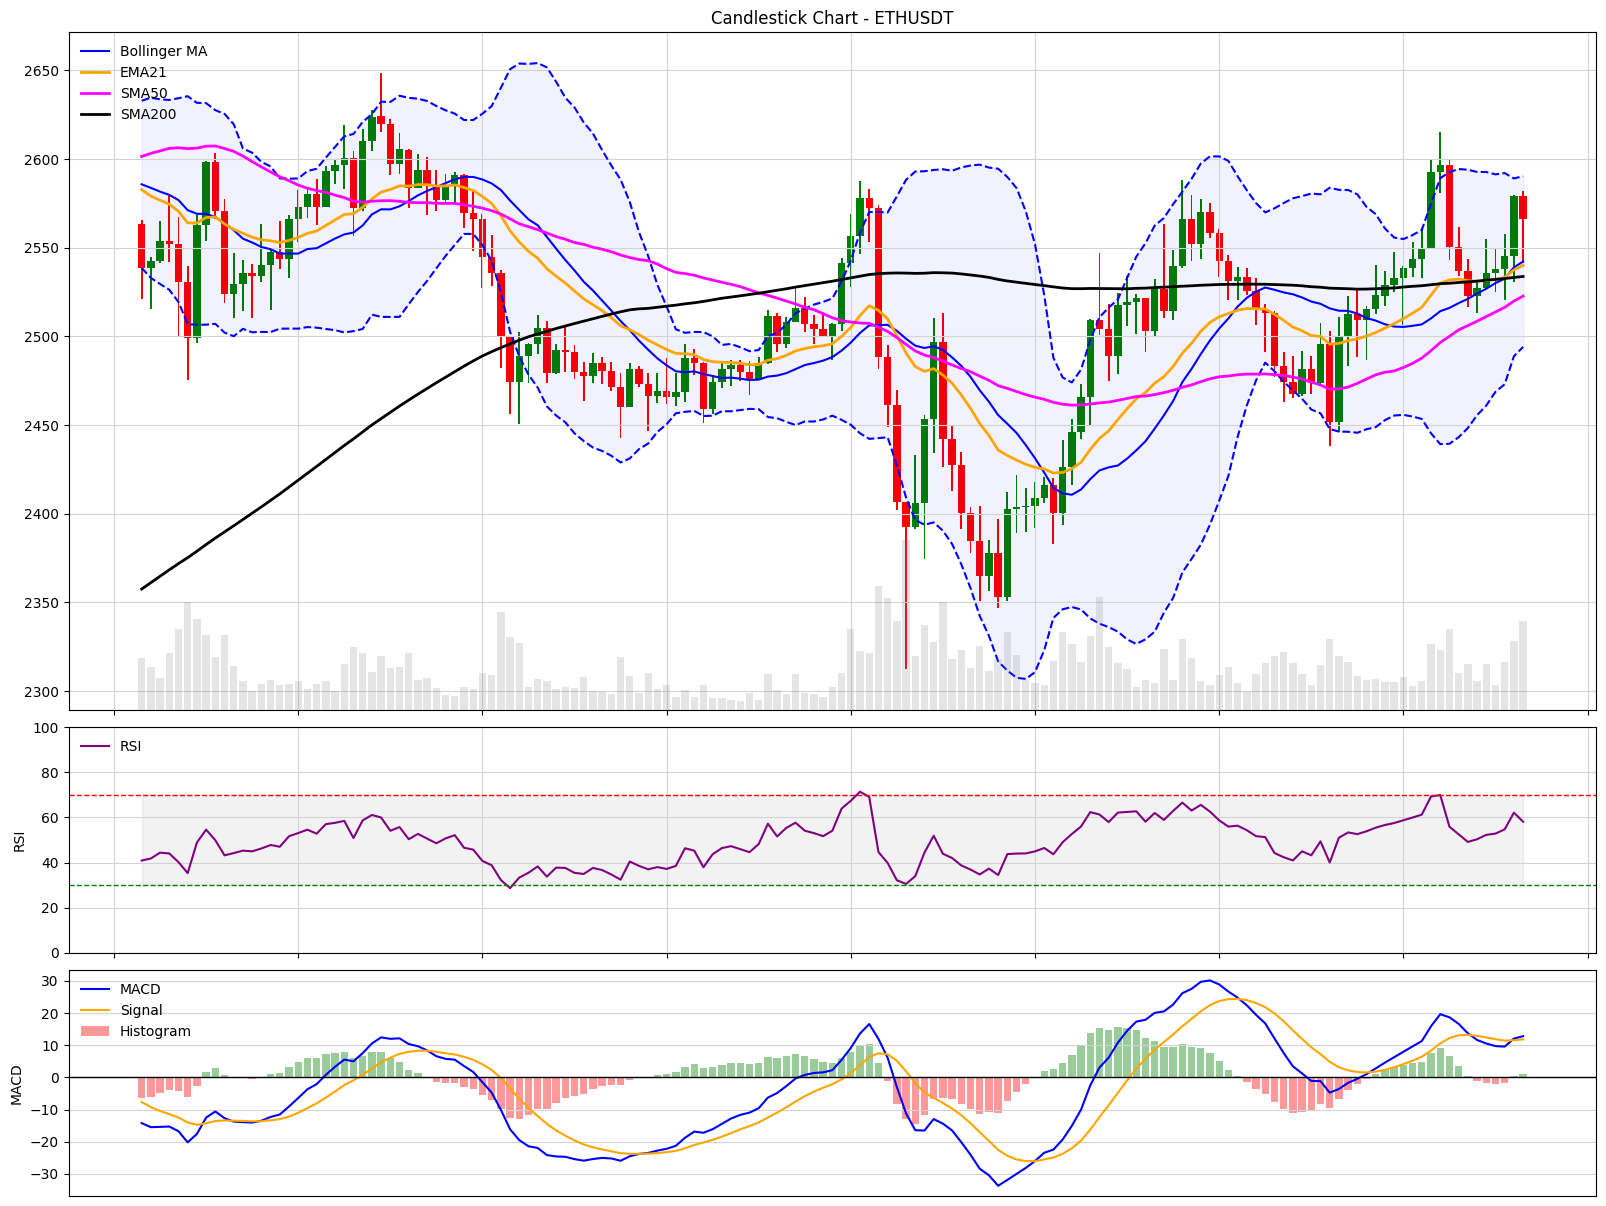 Candlestick Chart - ETHUSDT
Bollinger MA
EMA21
SMA50
SMA200
2650
2600
2550
2500
2450
2400
2350
2300
RSI
100
80
60
40
20
0
RSI
MACD
Signal
Histogram
30
20
10
0
−10
−20
−30
MACD